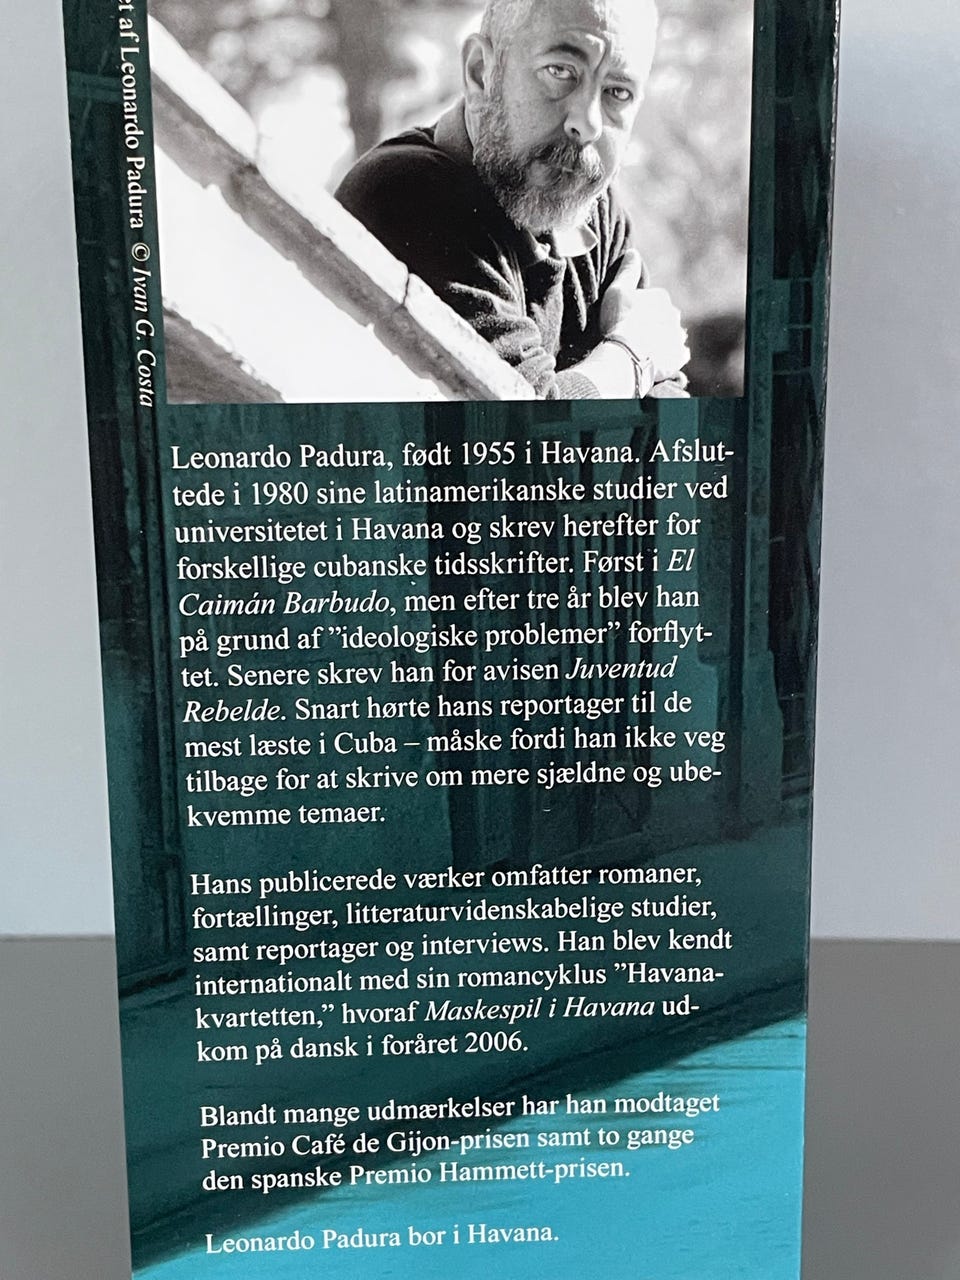 af Leonardo Padura © Ivan G. Costa
Leonardo Padura, født 1955 i Havana. Afslut-
tede i 1980 sine latinamerikanske studier ved
universitetet i Havana og skrev herefter for
forskellige cubanske tidsskrifter. Først i El
Caimán Barbudo, men efter tre år blev han
på grund af ”ideologiske problemer” forflyt-
tet. Senere skrev han for avisen Juventud
Rebelde. Snart hørte hans reportager til de
mest læste i Cuba – måske fordi han ikke veg
tilbage for at skrive om mere sjældne og ube-
kvemme temaer.
Hans publicerede værker omfatter romaner,
fortællinger, litteraturvidenskabelige studier,
samt reportager og interviews. Han blev kendt
internationalt med sin romancyklus ”Havana-
kvartetten,” hvoraf Maskespil i Havana ud-
kom på dansk i foråret 2006.
Blandt mange udmærkelser har han modtaget
Premio Café de Gijon-prisen samt to gange
den spanske Premio Hammett-prisen.
Leonardo Padura bor i Havana.